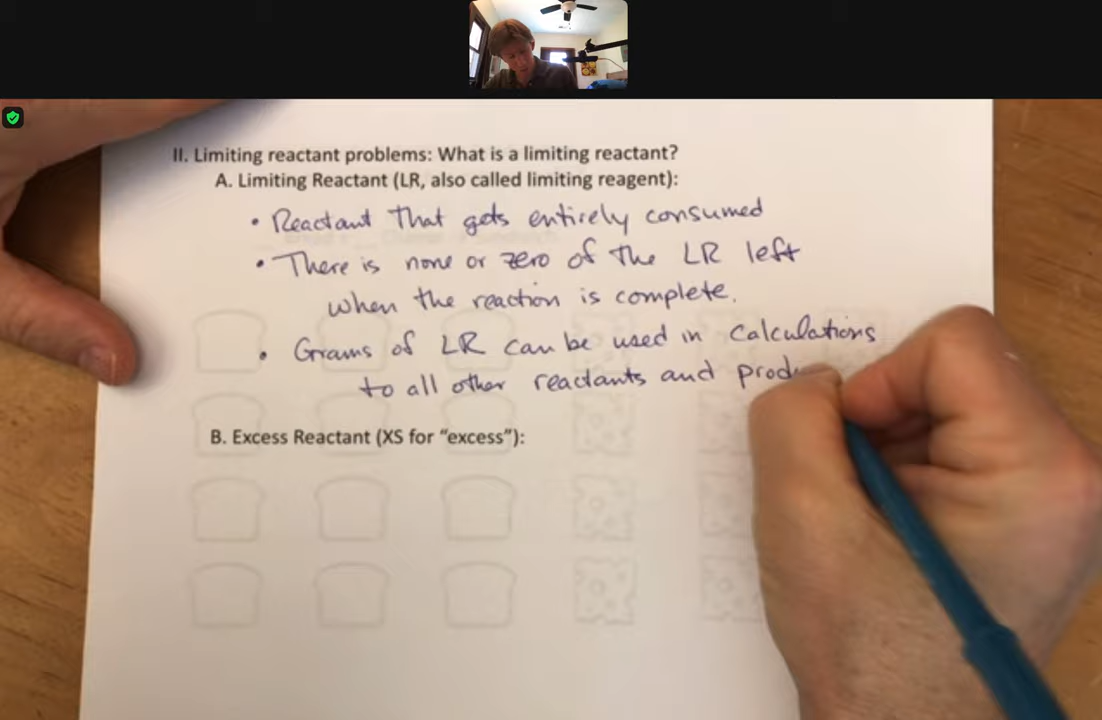 II. Limiting reactant problems: What is a limiting reactant?
A. Limiting Reactant (LR, also called limiting reagent):
• Reactant that gets entirely consumed
• There is none or zero of the LR left
when the reaction is complete.
• Grams of LR can be used in calculations
to all other reactants and prod
B. Excess Reactant (XS for “excess”):